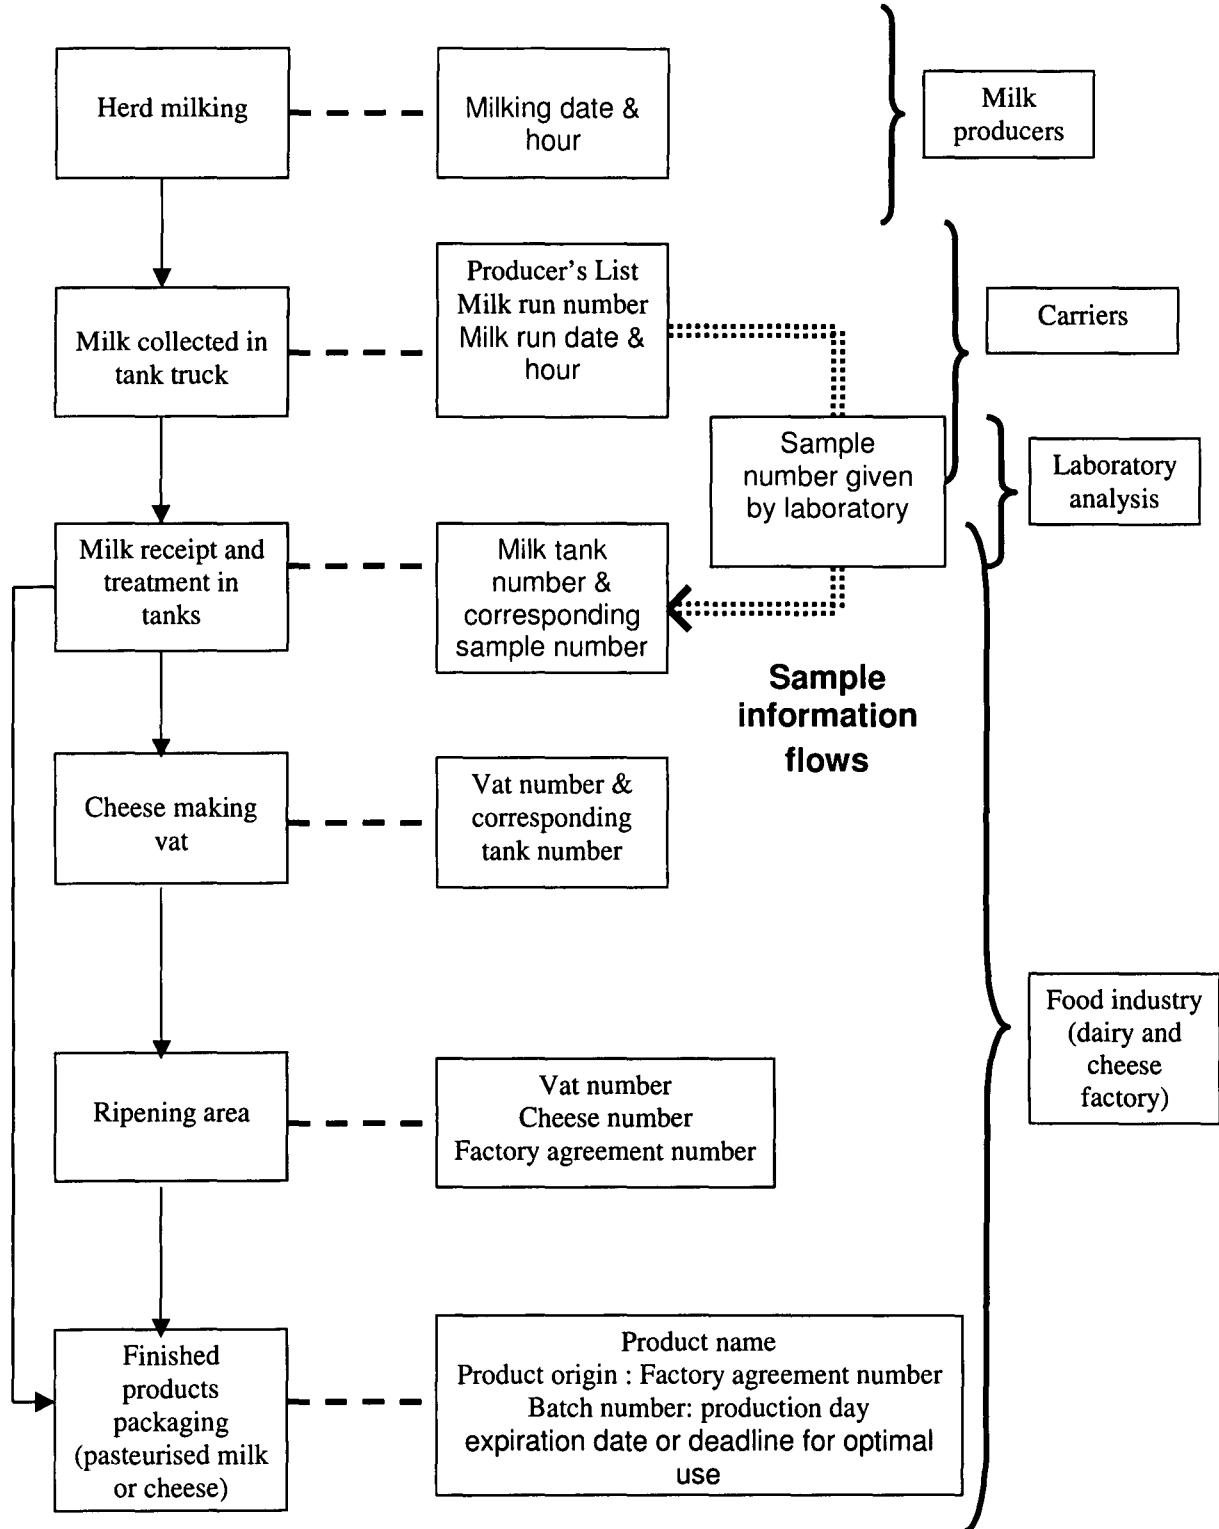 Herd milking
Milking date &
hour
Milk
producers
Milk collected in
tank truck
Producer's List
Milk run number
Milk run date &
hour
Carriers
Sample
number given
by laboratory
Laboratory
analysis
Milk receipt and
treatment in
tanks
Milk tank
number &
corresponding
sample number
Sample
information
flows
Cheese making
vat
Vat number &
corresponding
tank number
Food industry
(dairy and
cheese
factory)
Ripening area
Vat number
Cheese number
Factory agreement number
Finished
products
packaging
(pasteurised milk
or cheese)
Product name
Product origin : Factory agreement number
Batch number: production day
expiration date or deadline for optimal
use